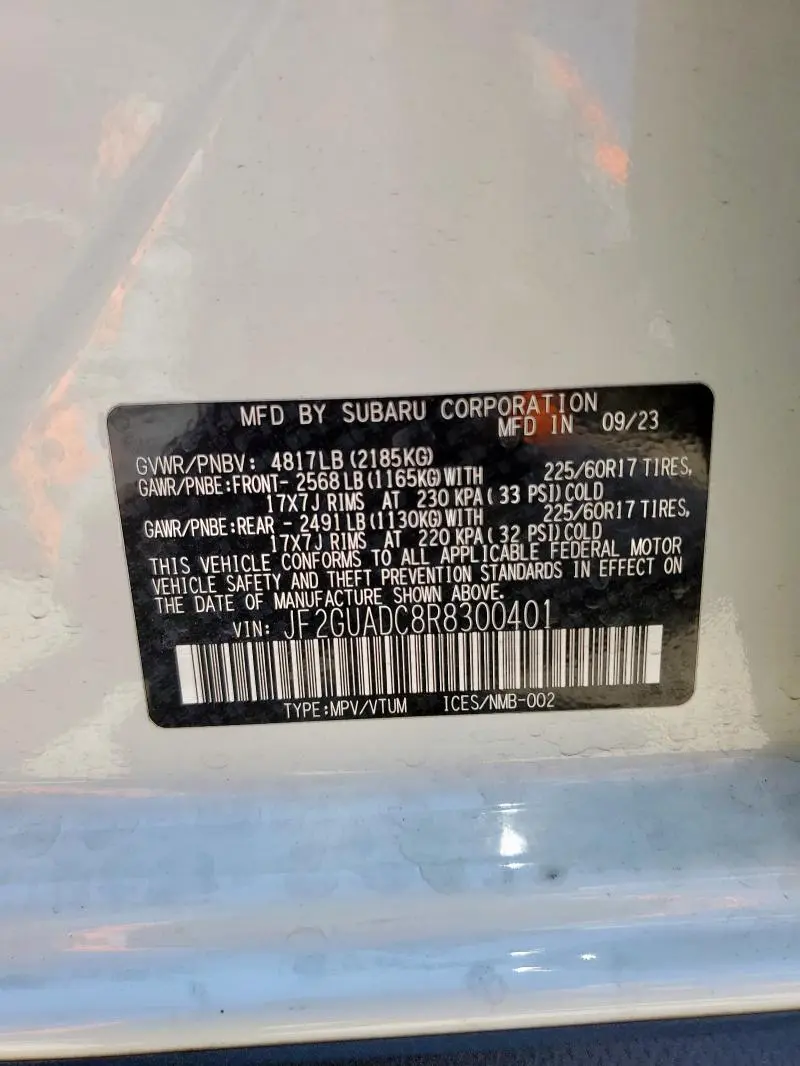 MFD BY SUBARU CORPORATION
MFD IN 09/23
GVWR/PNBV: 4817LB (2185KG)
GAWR/PNBE:FRONT- 2568 LB (1165KG) WITH 225/60R17 TIRES,
17X7J RIMS AT 230 KPA ( 33 PSI) COLD
GAWR/PNBE:REAR - 2491 LB (1130KG) WITH 225/60R17 TIRES,
17X7J RIMS AT 220 KPA ( 32 PSI) COLD
THIS VEHICLE CONFORMS TO ALL APPLICABLE FEDERAL MOTOR
VEHICLE SAFETY AND THEFT PREVENTION STANDARDS IN EFFECT ON
THE DATE OF MANUFACTURE SHOWN ABOVE.
VIN: JF2GUADC8R8300401
TYPE:MPV/VTUM ICES/NMB-002